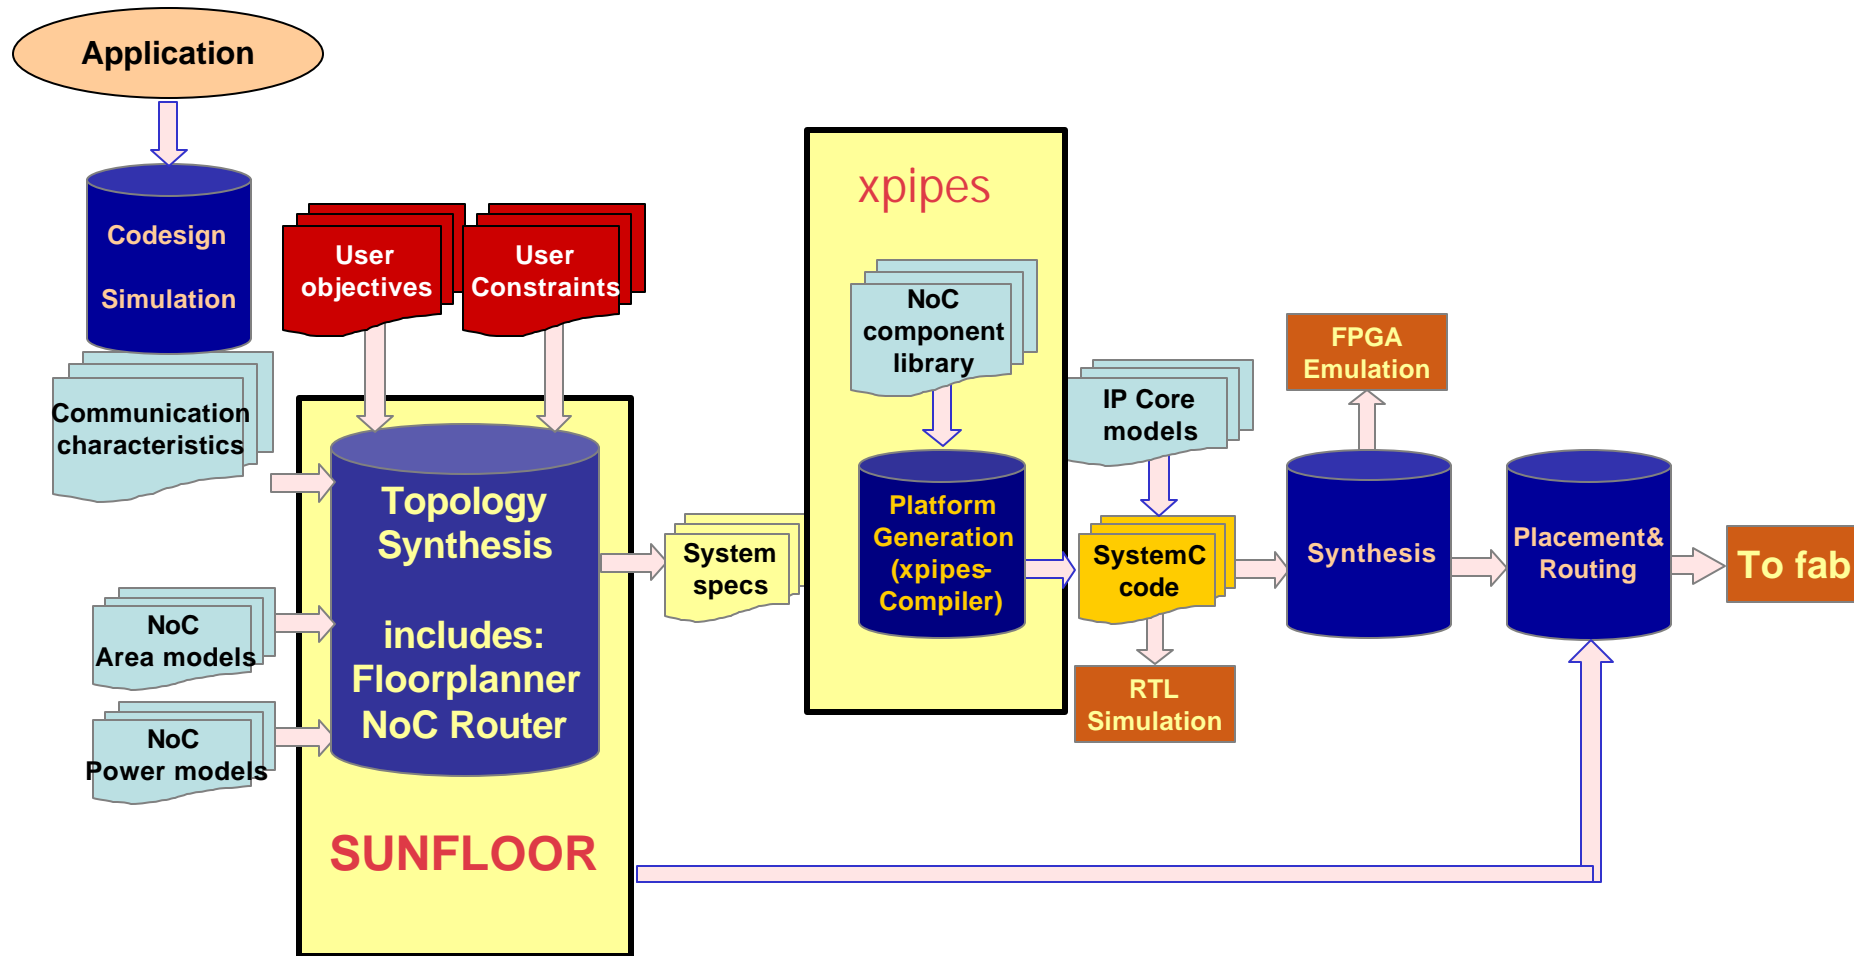 Application
Codesign
Simulation
User
objectives
User
Constraints
Communication
characteristics
NoC
Area models
NoC
Power models
Topology
Synthesis
includes:
Floorplanner
NoC Router
SUNFLOOR
System
specs
xpipes
NoC
component
library
Platform
Generation
(xpipes-
Compiler)
IP Core
models
SystemC
code
RTL
Simulation
FPGA
Emulation
Synthesis
Placement&
Routing
To fab